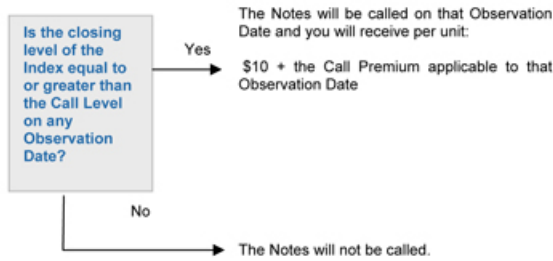 Is the closing
level of the
Index equal to
or greater than
the Call Level
on any
Observation
Date?
Yes
The Notes will be called on that Observation
Date and you will receive per unit:
$10 + the Call Premium applicable to that
Observation Date
No
The Notes will not be called.